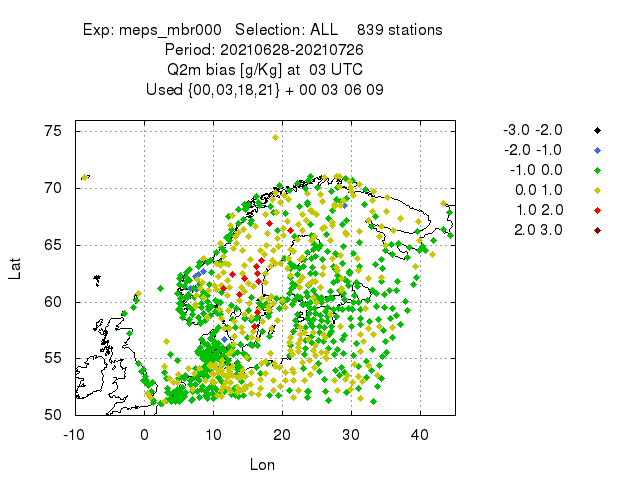 Exp: meps_mbr000 Selection: ALL 839 stations
Period: 20210628-20210726
Q2m bias [g/Kg] at 03 UTC
Used {00,03,18,21} + 00 03 06 09
75
70
65
60
55
50
Lat
-10 0 10 20 30 40
Lon
-3.0 -2.0
-2.0 -1.0
-1.0 0.0
0.0 1.0
1.0 2.0
2.0 3.0